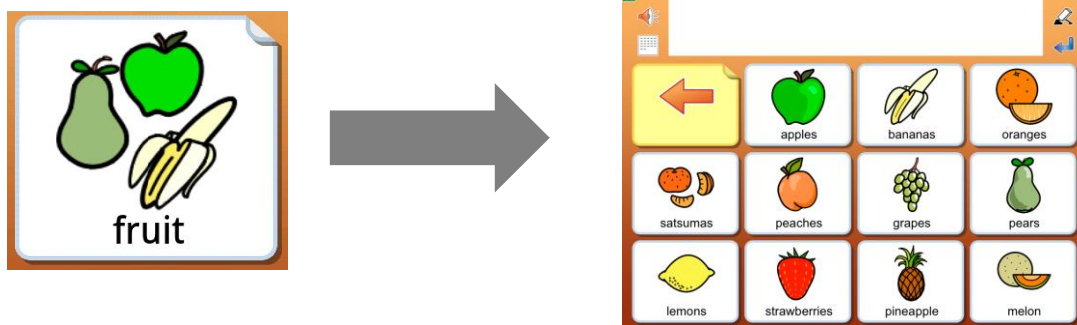 fruit
apples
bananas
oranges
satsumas
peaches
grapes
pears
lemons
strawberries
pineapple
melon